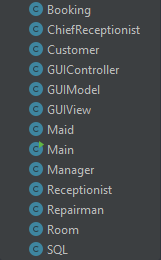 Booking
ChiefReceptionist
Customer
GUIController
GUIModel
GUIView
Maid
Main
Manager
Receptionist
Repairman
Room
SQL